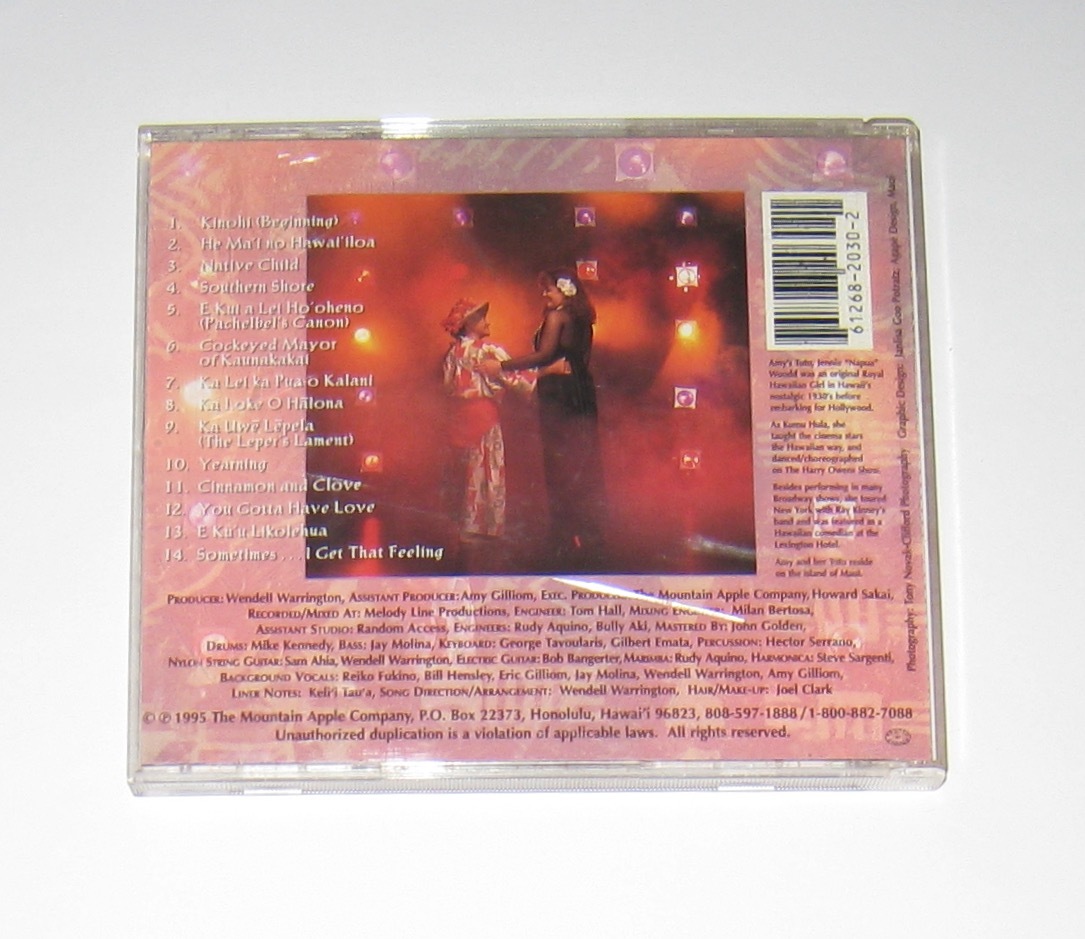 1. Kinohi (Beginning)
2. He Ma'i no Hawai'iloa
3. Native Child
4. Southern Shore
5. E Kui a Lei Ho'oheno
(Pachelbel's Canon)
6. Cockeyed Mayor
of Kaunakakai
7. Ka Lei ka Pua o Kalani
8. Ka Loke O Hālona
9. Ka Uwē Lēpela
(The Leper's Lament)
10. Yearning
11. Cinnamon and Clove
12. You Gotta Have Love
13. E Ku'u Likolehua
14. Sometimes . . . I Get That Feeling
61268-2030-2
Amy's Tutu, Jennie "Napua"
Woodd was an original Royal
Hawaiian Girl in Hawaii's
nostalgic 1930's before
embarking for Hollywood.
As Kumu Hula, she
taught the cinema stars
the Hawaiian way, and
danced/choreographed
on The Harry Owens Show.
Besides performing in many
Broadway shows, she toured
New York with Ray Kinney's
band and was featured in a
Hawaiian comedian at the
Lexington Hotel.
Amy and her Tutu reside
on the island of Maui.
Photography: Tony Novak-Clifford Photography Graphic Design: Design, Maui
PRODUCER: Wendell Warrington, ASSISTANT PRODUCER: Amy Gilliom, EXEC. The Mountain Apple Company, Howard Sakai,
RECORDED/MIXED AT: Melody Line Productions, ENGINEER: Tom Hall, MIXING Milan Bertosa,
ASSISTANT STUDIO: Random Access, ENGINEERS: Rudy Aquino, Bully Aki, MASTERED BY: John Golden,
DRUMS: Mike Kennedy, BASS: Jay Molina, KEYBOARD: George Tavoularis, Gilbert Emata, PERCUSSION: Hector Serrano,
NYLON STRING GUITAR: Sam Ahia, Wendell Warrington, ELECTRIC GUITAR: Bob Bangerter, MARIMBA: Rudy Aquino, HARMONICA: Steve Sargenti,
BACKGROUND VOCALS: Reiko Fukino, Bill Hensley, Eric Gilliom, Jay Molina, Wendell Warrington, Amy Gilliom,
LINER NOTES: Keli'i Tau'a, SONG DIRECTION/ARRANGEMENT: Wendell Warrington, HAIR/MAKE-UP: Joel Clark
© ℗ 1995 The Mountain Apple Company, P.O. Box 22373, Honolulu, Hawai'i 96823, 808-597-1888/1-800-882-7088
Unauthorized duplication is a violation of applicable laws. All rights reserved.